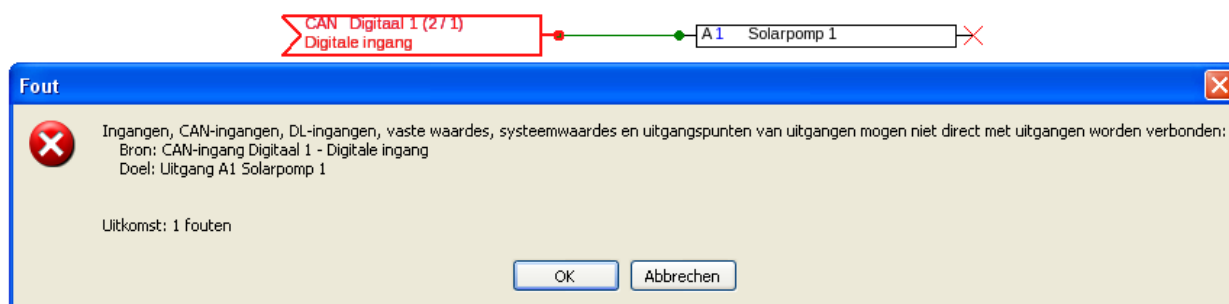 CAN Digitaal 1 (2 / 1)
Digitale ingang
A 1 Solarpomp 1
Fout
Ingangen, CAN-ingangen, DL-ingangen, vaste waardes, systeemwaardes en uitgangspunten van uitgangen mogen niet direct met uitgangen worden verbonden:
Bron: CAN-ingang Digitaal 1 - Digitale ingang
Doel: Uitgang A1 Solarpomp 1
Uitkomst: 1 fouten
OK Abbrechen